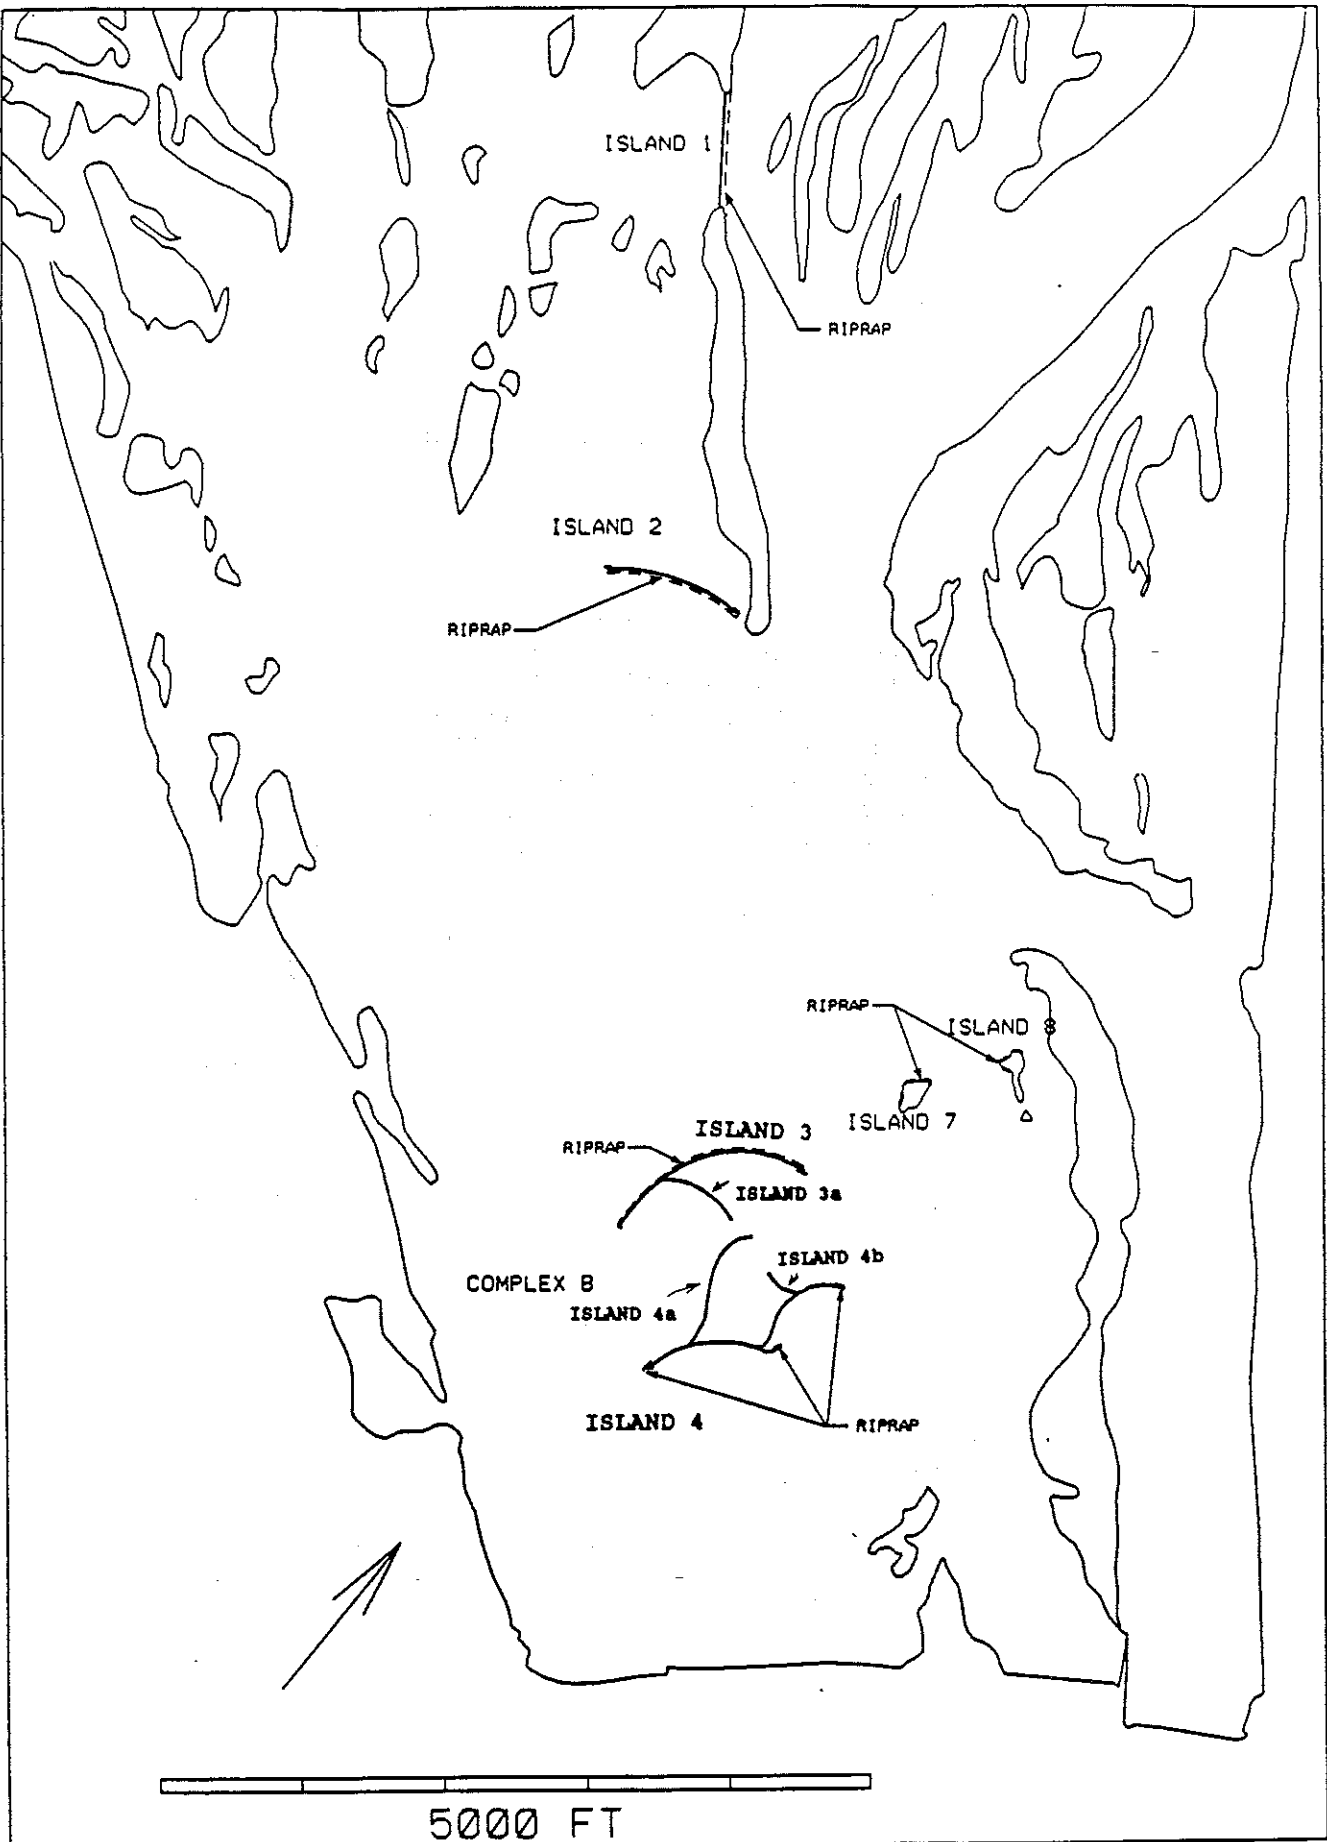 ISLAND 1
RIPRAP
ISLAND 2
RIPRAP
RIPRAP
ISLAND 8
ISLAND 7
ISLAND 3
RIPRAP
ISLAND 3a
ISLAND 4b
COMPLEX B
ISLAND 4a
ISLAND 4
RIPRAP
5000 FT